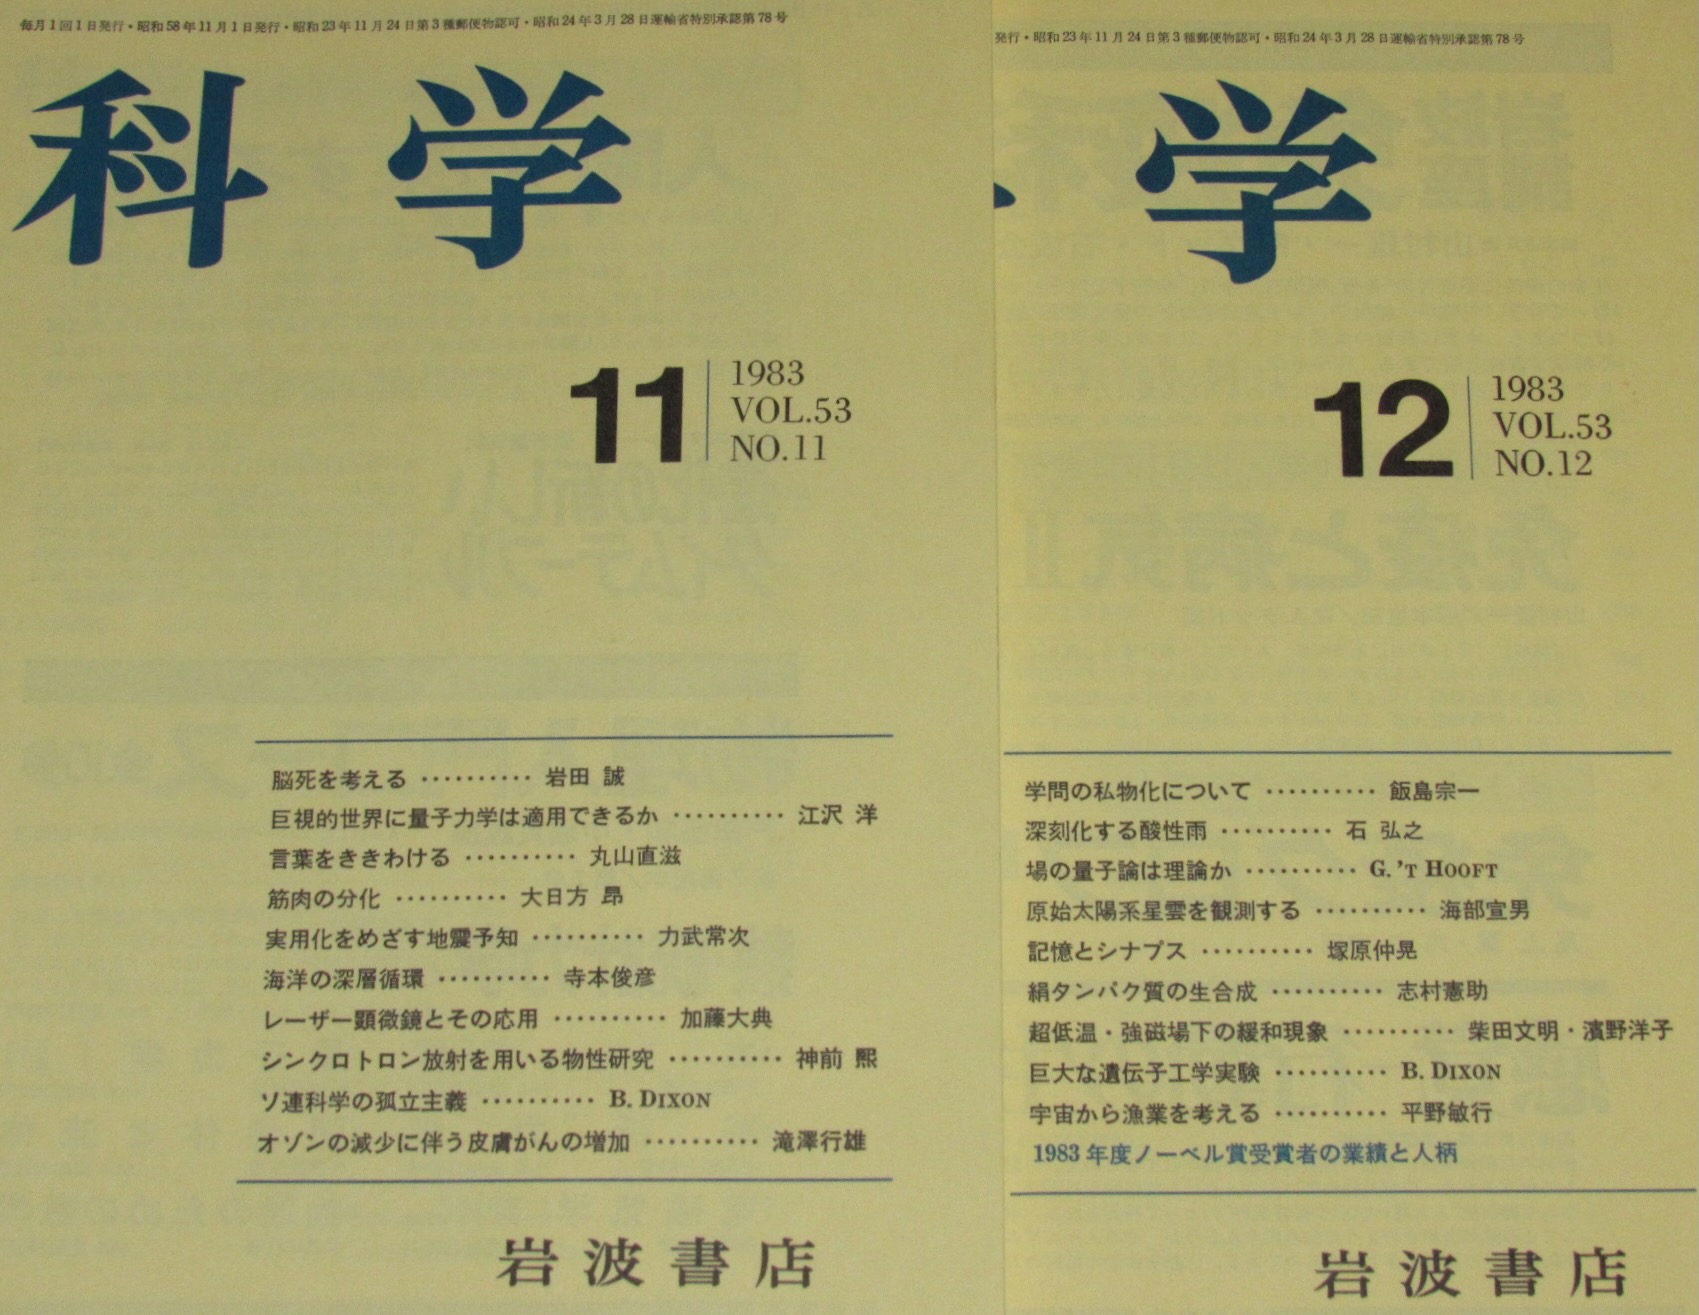 毎月1回1日発行・昭和58年11月1日発行・昭和23年11月24日第3種郵便物認可・昭和24年3月28日運輸省特別承認第78号
科学
11
1983
VOL.53
NO.11
脳死を考える ・・・・・・・・・・ 岩田 誠
巨視的世界に量子力学は適用できるか ・・・・・・・・・・ 江沢 洋
言葉をききわける ・・・・・・・・・・ 丸山直滋
筋肉の分化 ・・・・・・・・・・ 大日方 昂
実用化をめざす地震予知 ・・・・・・・・・・ 力武常次
海洋の深層循環 ・・・・・・・・・・ 寺本俊彦
レーザー顕微鏡とその応用 ・・・・・・・・・・ 加藤大典
シンクロトロン放射を用いる物性研究 ・・・・・・・・・・ 神前 熙
ソ連科学の孤立主義 ・・・・・・・・・・ B. DIXON
オゾンの減少に伴う皮膚がんの増加 ・・・・・・・・・・ 滝澤行雄
岩波書店
発行・昭和23年11月24日第3種郵便物認可・昭和24年3月28日運輸省特別承認第78号
学
12
1983
VOL.53
NO.12
学問の私物化について ・・・・・・・・・・ 飯島宗一
深刻化する酸性雨 ・・・・・・・・・・ 石 弘之
場の量子論は理論か ・・・・・・・・・・ G. 'T HOOFT
原始太陽系星雲を観測する ・・・・・・・・・・ 海部宣男
記憶とシナプス ・・・・・・・・・・ 塚原仲晃
絹タンパク質の生合成 ・・・・・・・・・・ 志村憲助
超低温・強磁場下の緩和現象 ・・・・・・・・・・ 柴田文明・濱野洋子
巨大な遺伝子工学実験 ・・・・・・・・・・ B. DIXON
宇宙から漁業を考える ・・・・・・・・・・ 平野敏行
1983年度ノーベル賞受賞者の業績と人柄
岩波書店